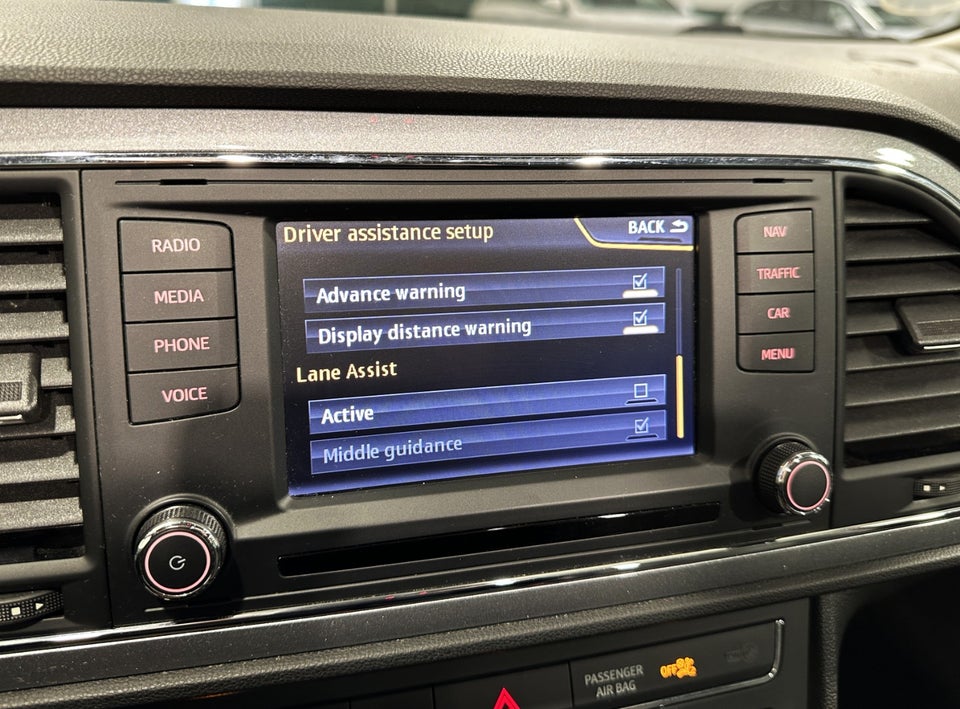 RADIO
MEDIA
PHONE
VOICE
Driver assistance setup
BACK
Advance warning
Display distance warning
Lane Assist
Active
Middle guidance
NAV
TRAFFIC
CAR
MENU
PASSENGER
AIR BAG
OFF